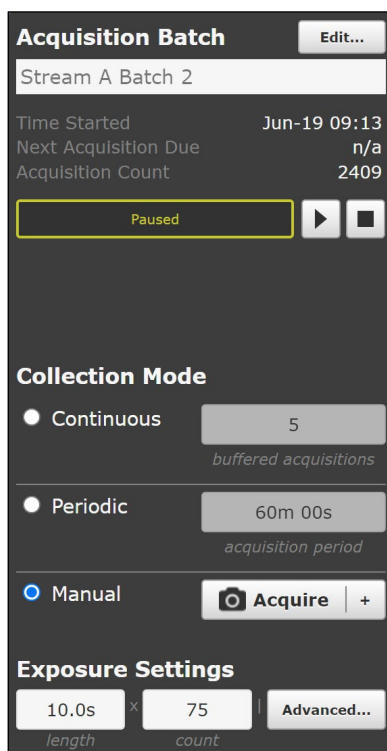 Acquisition Batch Edit...
Stream A Batch 2
Time Started Jun-19 09:13
Next Acquisition Due n/a
Acquisition Count 2409
Paused
Collection Mode
Continuous 5
buffered acquisitions
Periodic 60m 00s
acquisition period
Manual Acquire | +
Exposure Settings
10.0s x 75 | Advanced...
length count